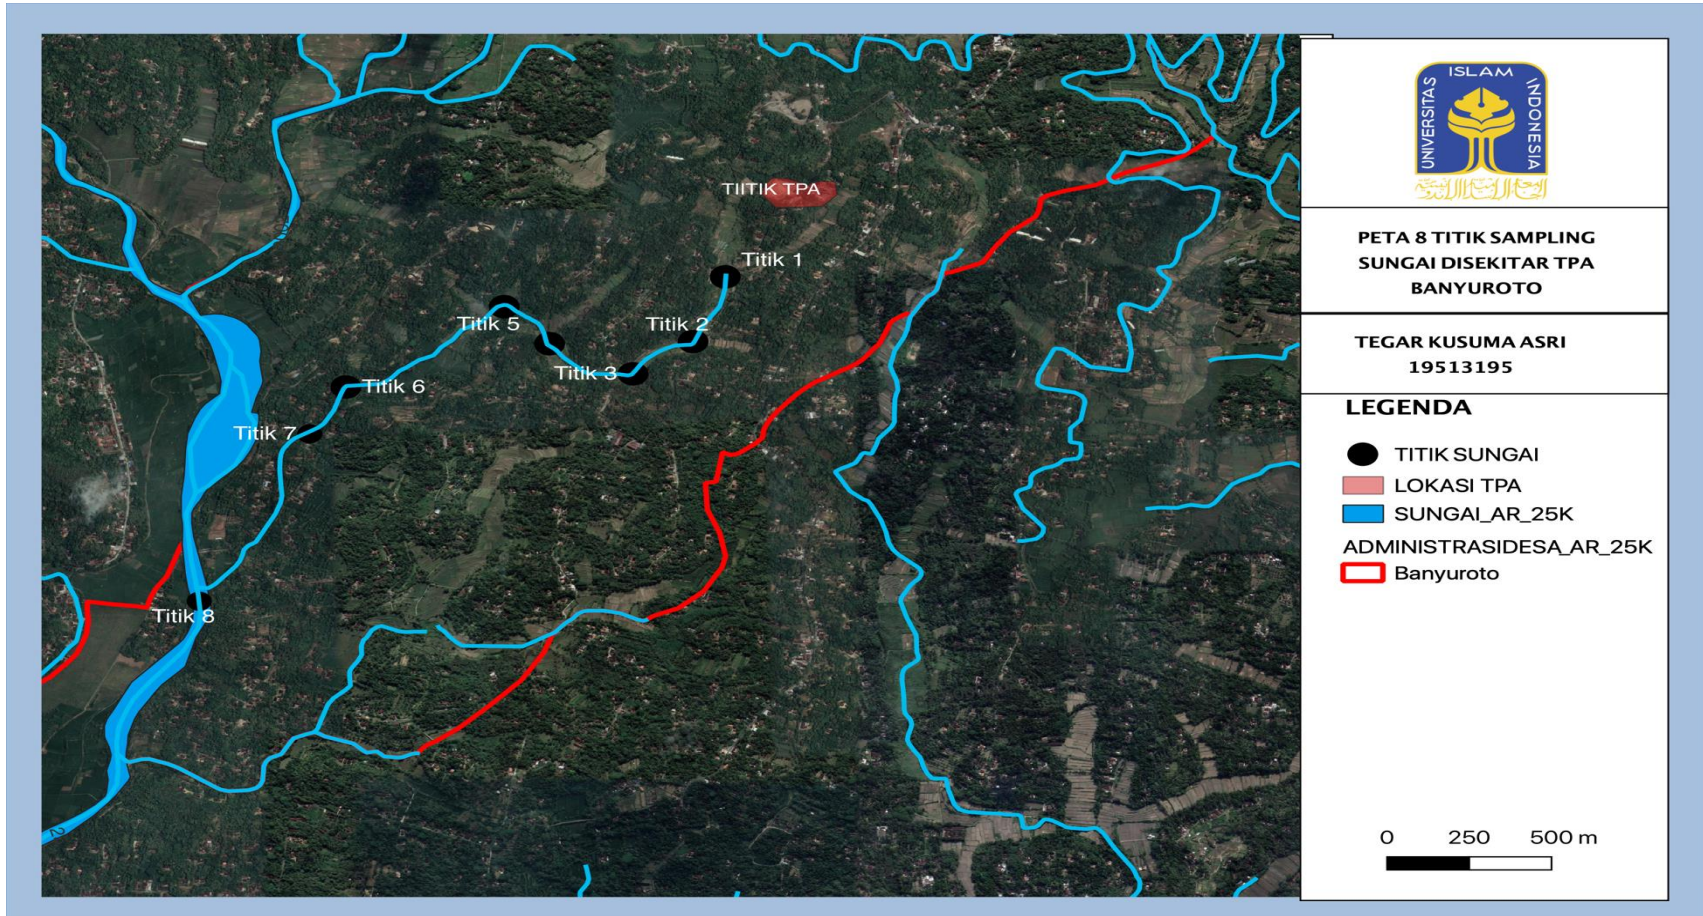 TIITIK TPA
Titik 1
Titik 2
Titik 5
Titik 3
Titik 6
Titik 7
Titik 8
UNIVERSITAS ISLAM INDONESIA
PETA 8 TITIK SAMPLING
SUNGAI DISEKITAR TPA
BANYUROTO
TEGAR KUSUMA ASRI
19513195
LEGENDA
TITIK SUNGAI
LOKASI TPA
SUNGAI_AR_25K
ADMINISTRASIDESA_AR_25K
Banyuroto
0 250 500 m